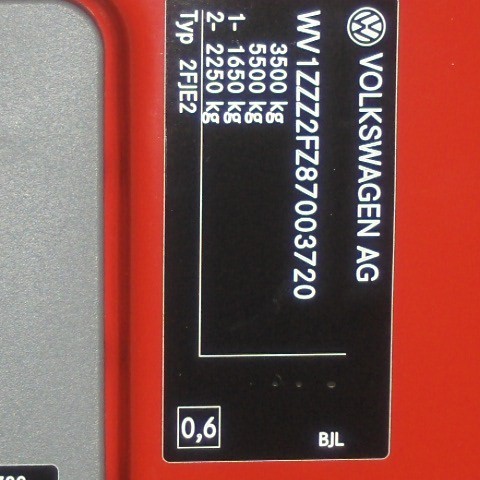 VOLKSWAGEN AG
WV1ZZZ2FZ87003720
3500 kg
5500 kg
1- 1650 kg
2- 2250 kg
Typ 2FJE2
0,6
BJL